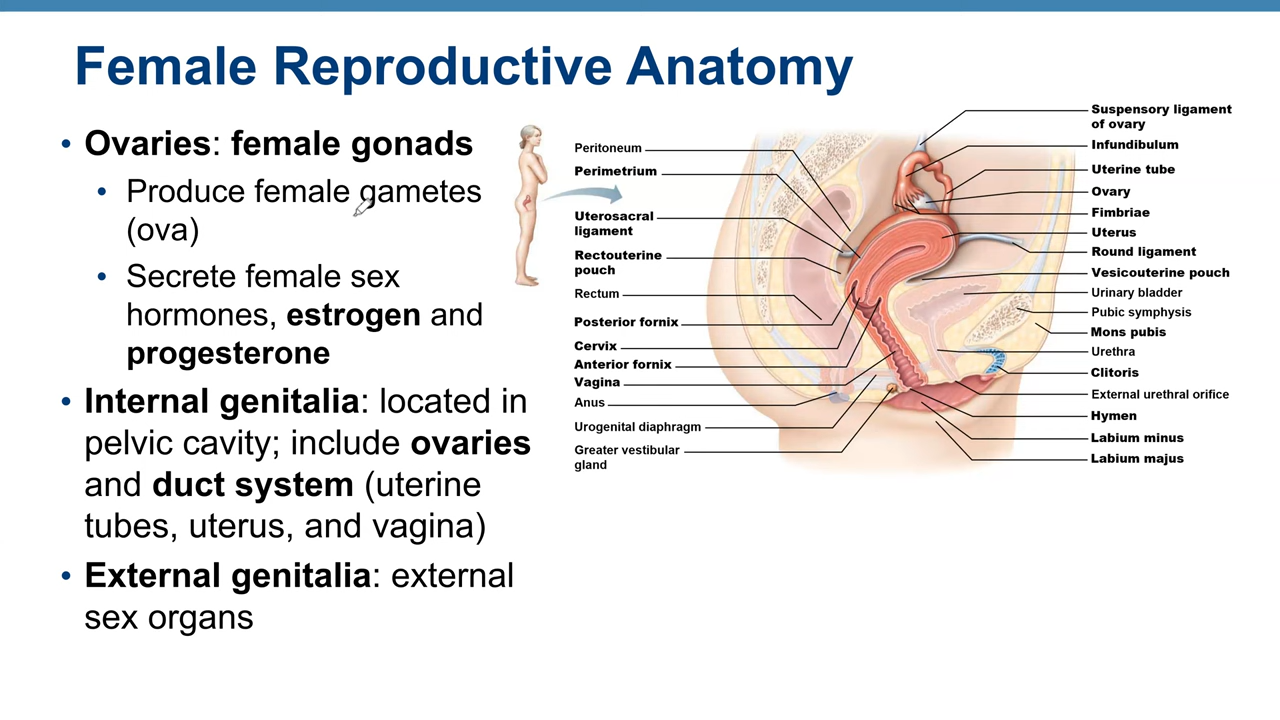 Female Reproductive Anatomy
• Ovaries: female gonads
• Produce female gametes
(ova)
• Secrete female sex
hormones, estrogen and
progesterone
• Internal genitalia: located in
pelvic cavity; include ovaries
and duct system (uterine
tubes, uterus, and vagina)
• External genitalia: external
sex organs
Peritoneum
Perimetrium
Uterosacral
ligament
Rectouterine
pouch
Rectum
Posterior fornix
Cervix
Anterior fornix
Vagina
Anus
Urogenital diaphragm
Greater vestibular
gland
Suspensory ligament
of ovary
Infundibulum
Uterine tube
Ovary
Fimbriae
Uterus
Round ligament
Vesicouterine pouch
Urinary bladder
Pubic symphysis
Mons pubis
Urethra
Clitoris
External urethral orifice
Hymen
Labium minus
Labium majus